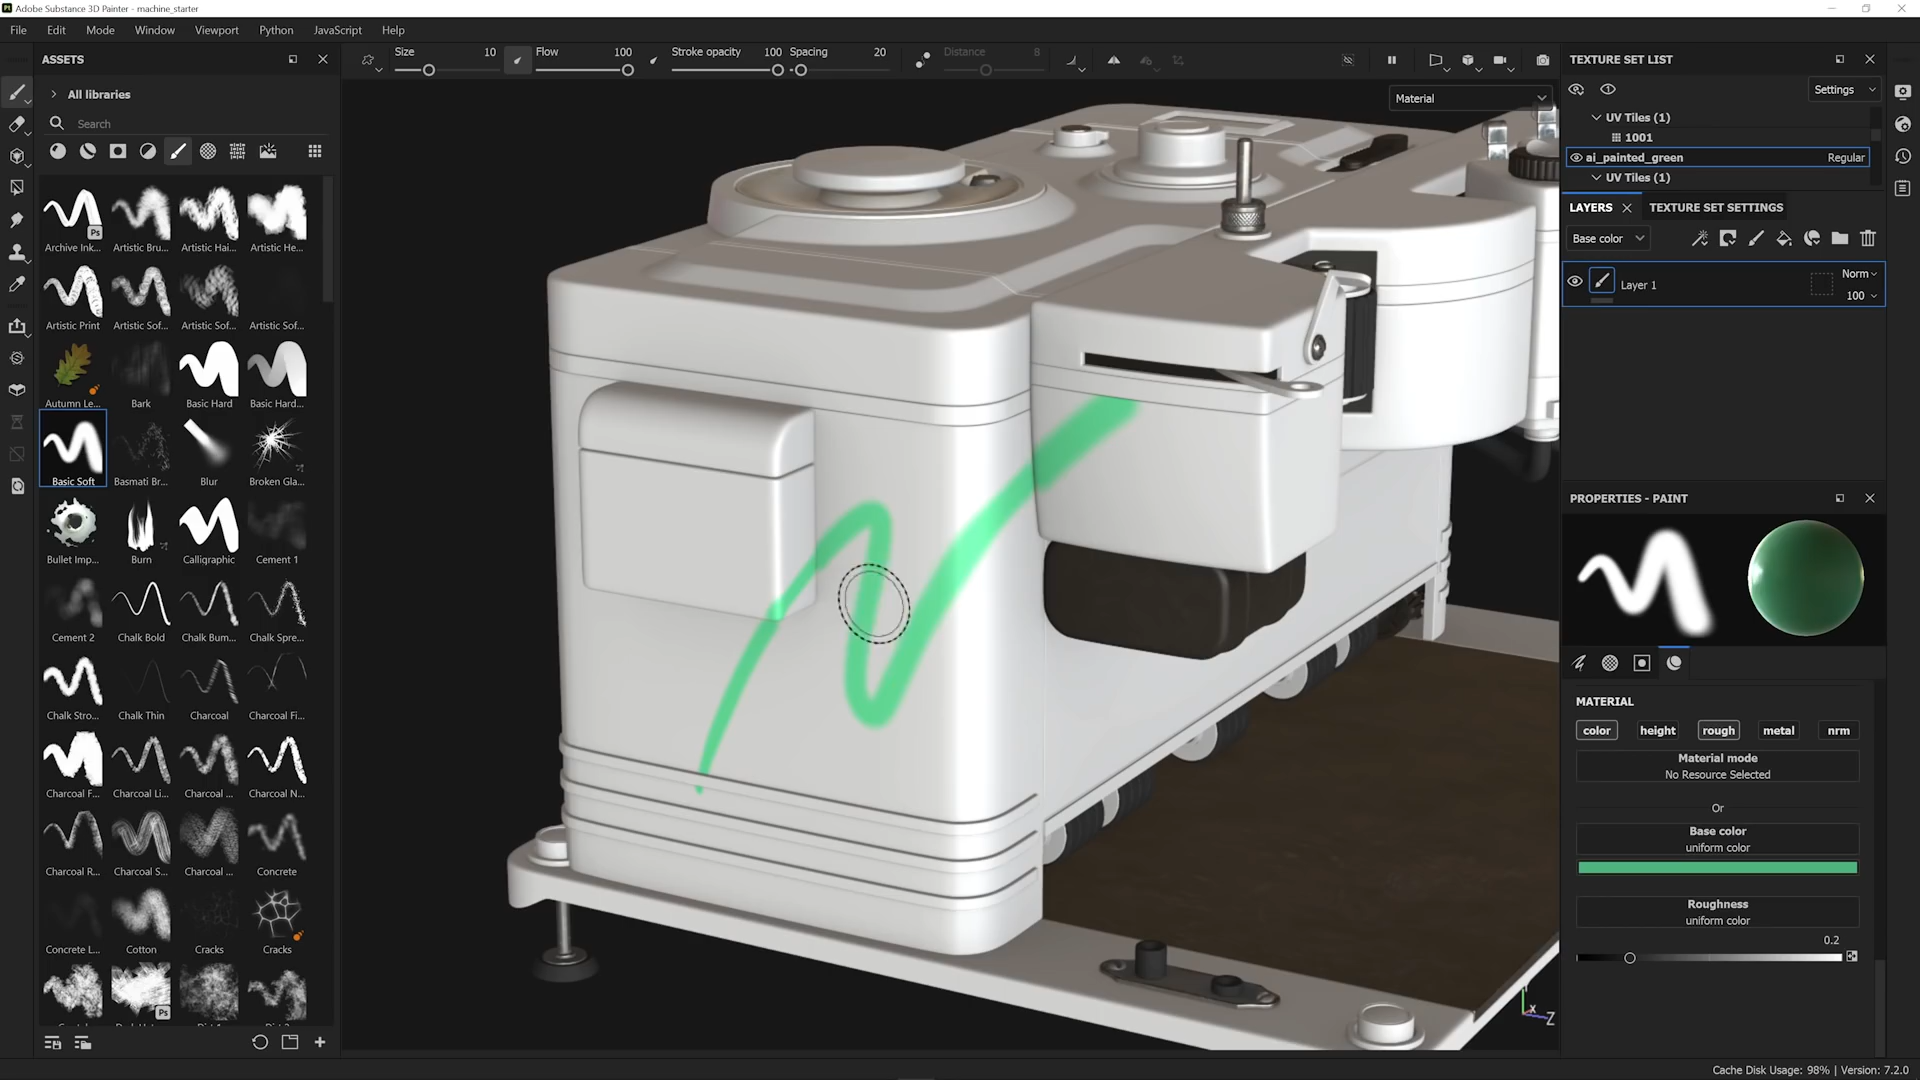 Adobe Substance 3D Painter - machine_starter
File Edit Mode Window Viewport Python JavaScript Help
ASSETS
All libraries
Search
Archive Ink... Artistic Bru... Artistic Hai... Artistic He...
Artistic Print Artistic Sof... Artistic Sof... Artistic Sof...
Autumn Le... Bark Basic Hard Basic Hard...
Basic Soft Basmati Br... Blur Broken Gla...
Bullet Imp... Burn Calligraphic Cement 1
Cement 2 Chalk Bold Chalk Bum... Chalk Spre...
Chalk Stro... Chalk Thin Charcoal Charcoal Fi...
Charcoal F... Charcoal Li... Charcoal ... Charcoal N...
Charcoal R... Charcoal S... Charcoal ... Concrete
Concrete L... Cotton Cracks Cracks
Size 10 Flow 100 Stroke opacity 100 Spacing 20 Distance 8
Material
TEXTURE SET LIST
Settings
UV Tiles (1)
1001
ai_painted_green Regular
UV Tiles (1)
LAYERS TEXTURE SET SETTINGS
Base color
Layer 1 Norm
100
PROPERTIES - PAINT
MATERIAL
color height rough metal nrm
Material mode
No Resource Selected
Or
Base color
uniform color
Roughness
uniform color
0.2
X
Z
Cache Disk Usage: 98% | Version: 7.2.0